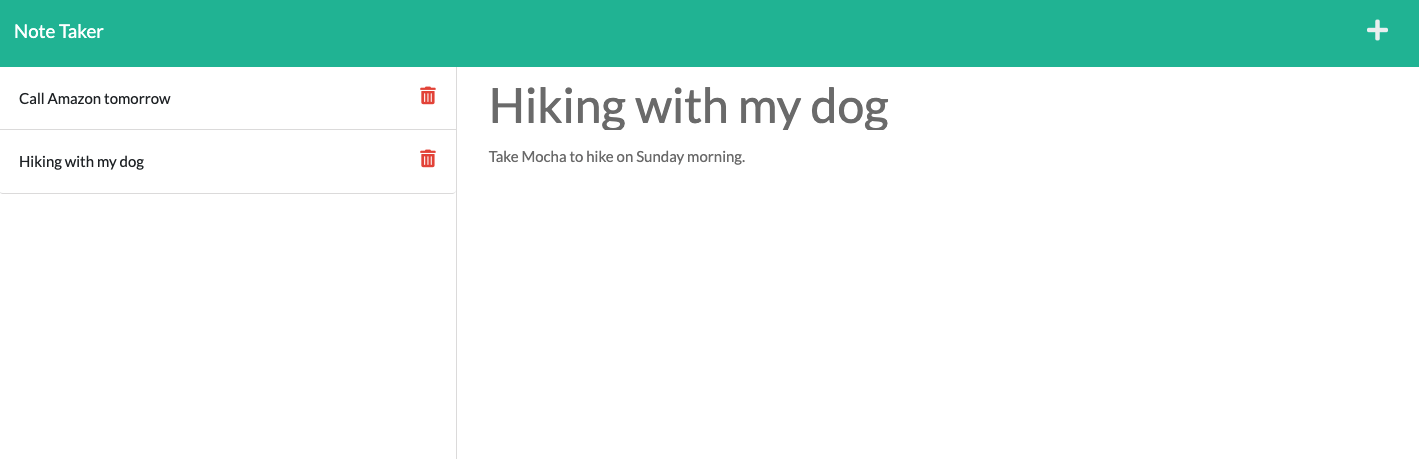 Note Taker
Call Amazon tomorrow
Hiking with my dog
Hiking with my dog
Take Mocha to hike on Sunday morning.